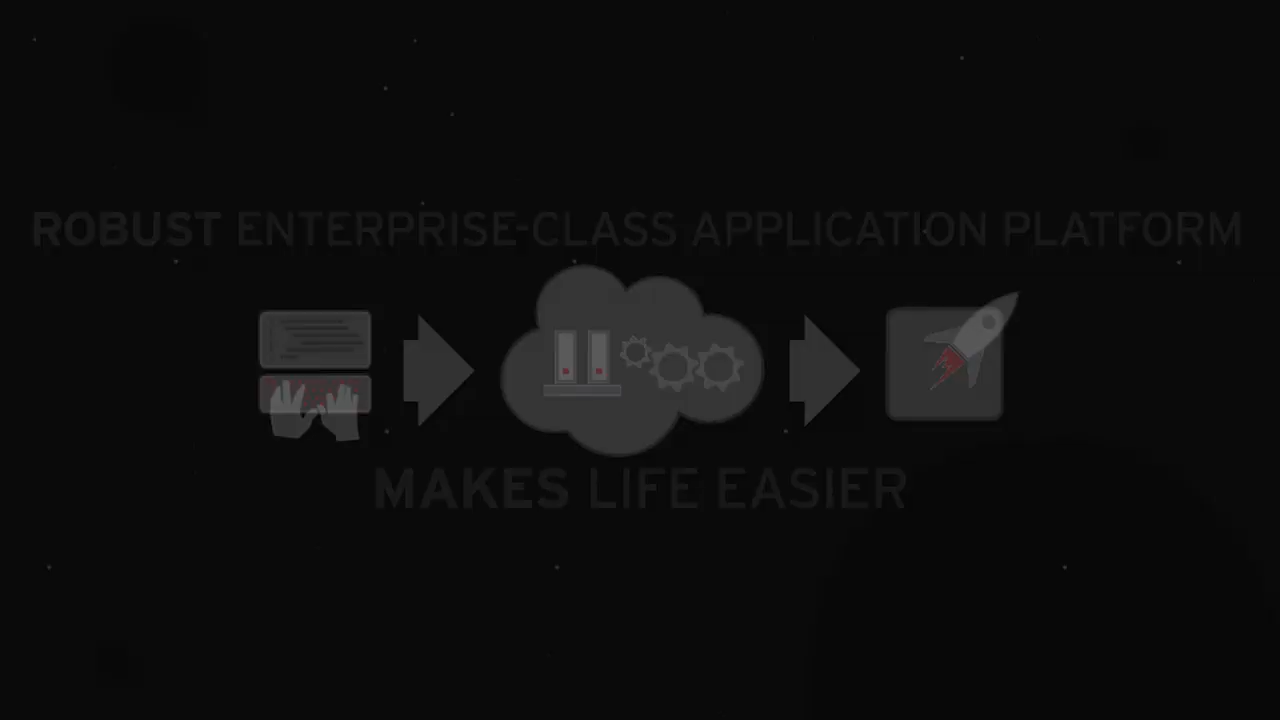 ROBUST ENTERPRISE-CLASS APPLICATION PLATFORM
MAKES LIFE EASIER